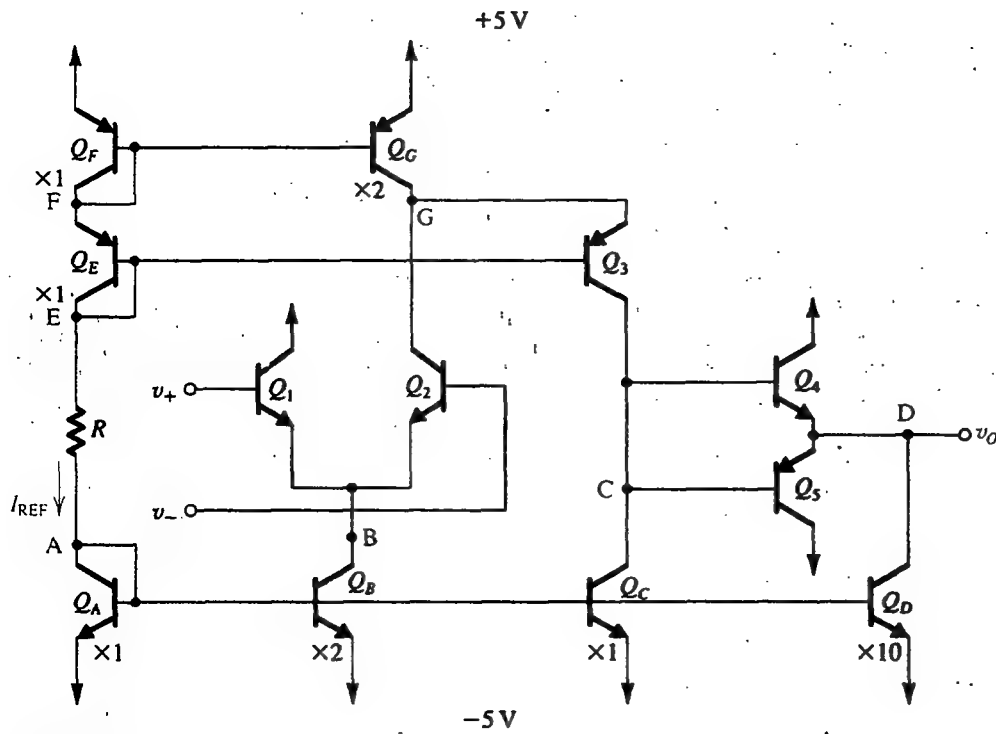 +5 V
Q_F
×1
F
Q_G
×2
G
Q_E
×1
E
Q_3
v_+
Q_1
Q_2
Q_4
R
D
v_O
I_REF
v_−
C
Q_5
A
B
Q_A
×1
Q_B
×2
Q_C
×1
Q_D
×10
−5 V